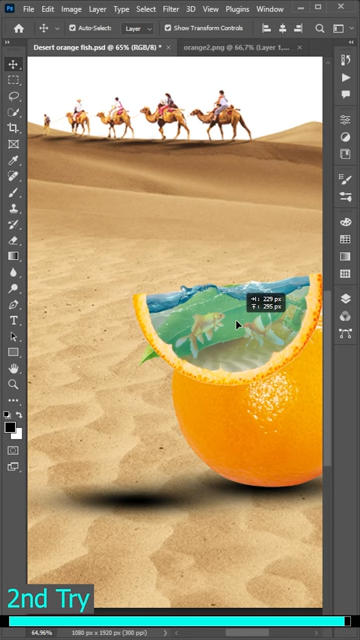 Ps File Edit Image Layer Type Select Filter 3D View Plugins Window
Auto-Select: Layer Show Transform Controls
Desert orange fish.psd @ 65% (RGB/8) * × orange2.png @ 66,7% (Layer 1,... ×
H: 229 px
V: 295 px
2nd Try
64,96% 1080 px x 1920 px (300 ppi)